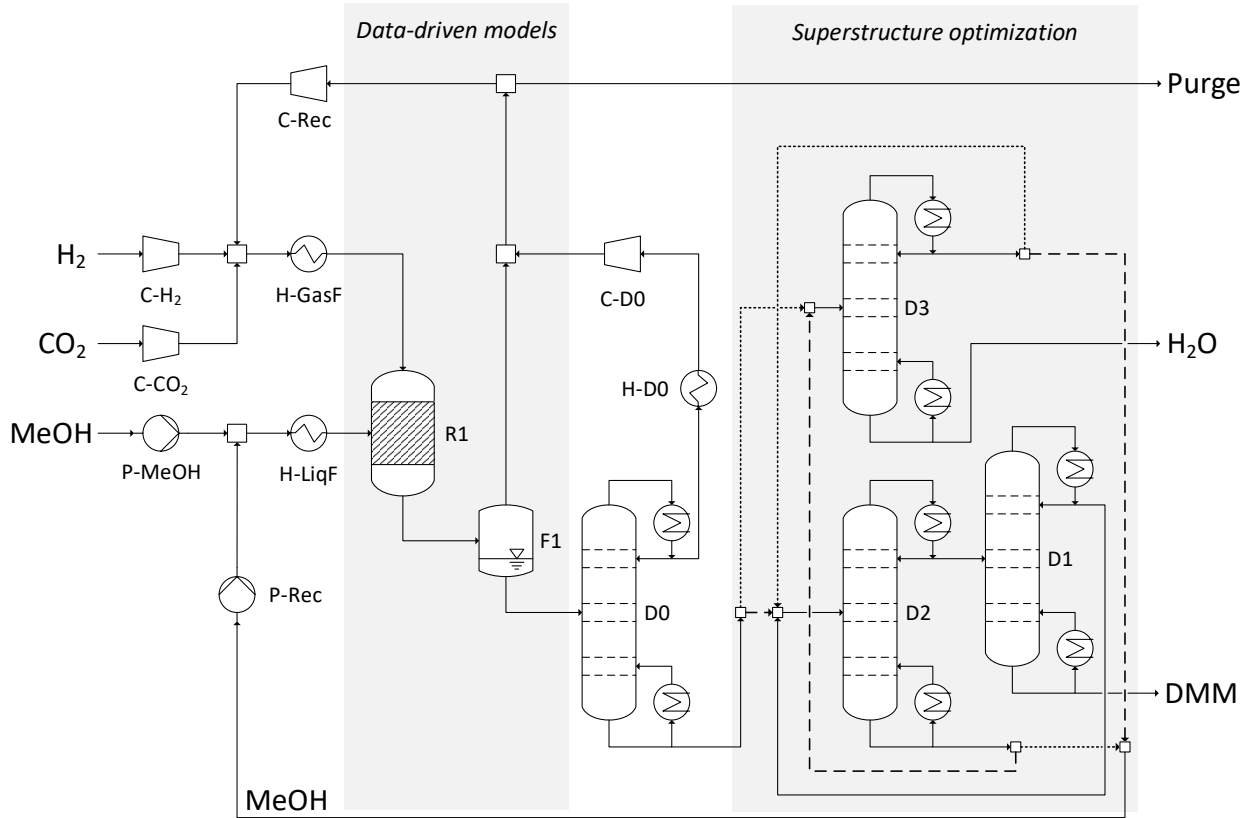 Data-driven models
Superstructure optimization
Purge
C-Rec
H₂
C-H₂
H-GasF
C-D0
D3
CO₂
C-CO₂
H₂O
H-D0
MeOH
P-MeOH
H-LiqF
R1
F1
D1
P-Rec
D0
D2
DMM
MeOH